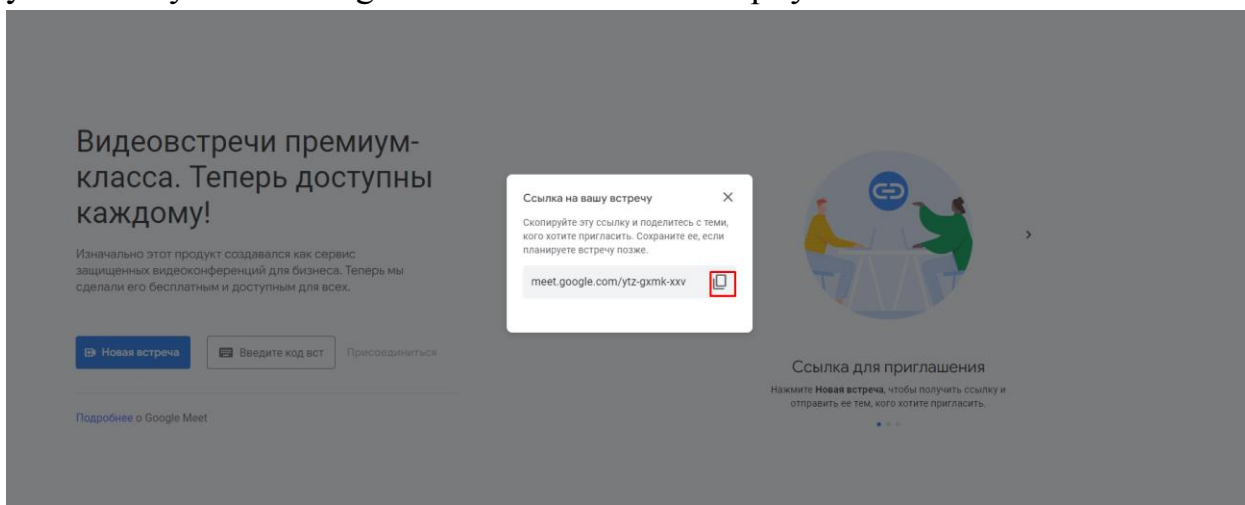 Видеовстречи премиум-
класса. Теперь доступны
каждому!
Изначально этот продукт создавался как сервис
защищенных видеоконференций для бизнеса. Теперь мы
сделали его бесплатным и доступным для всех.
Новая встреча
Введите код вст
Присоединиться
Подробнее о Google Meet
Ссылка на вашу встречу
Скопируйте эту ссылку и поделитесь с теми,
кого хотите пригласить. Сохраните ее, если
планируете встречу позже.
meet.google.com/ytz-gxmk-xxv
Ссылка для приглашения
Нажмите Новая встреча, чтобы получить ссылку и
отправить ее тем, кого хотите пригласить.